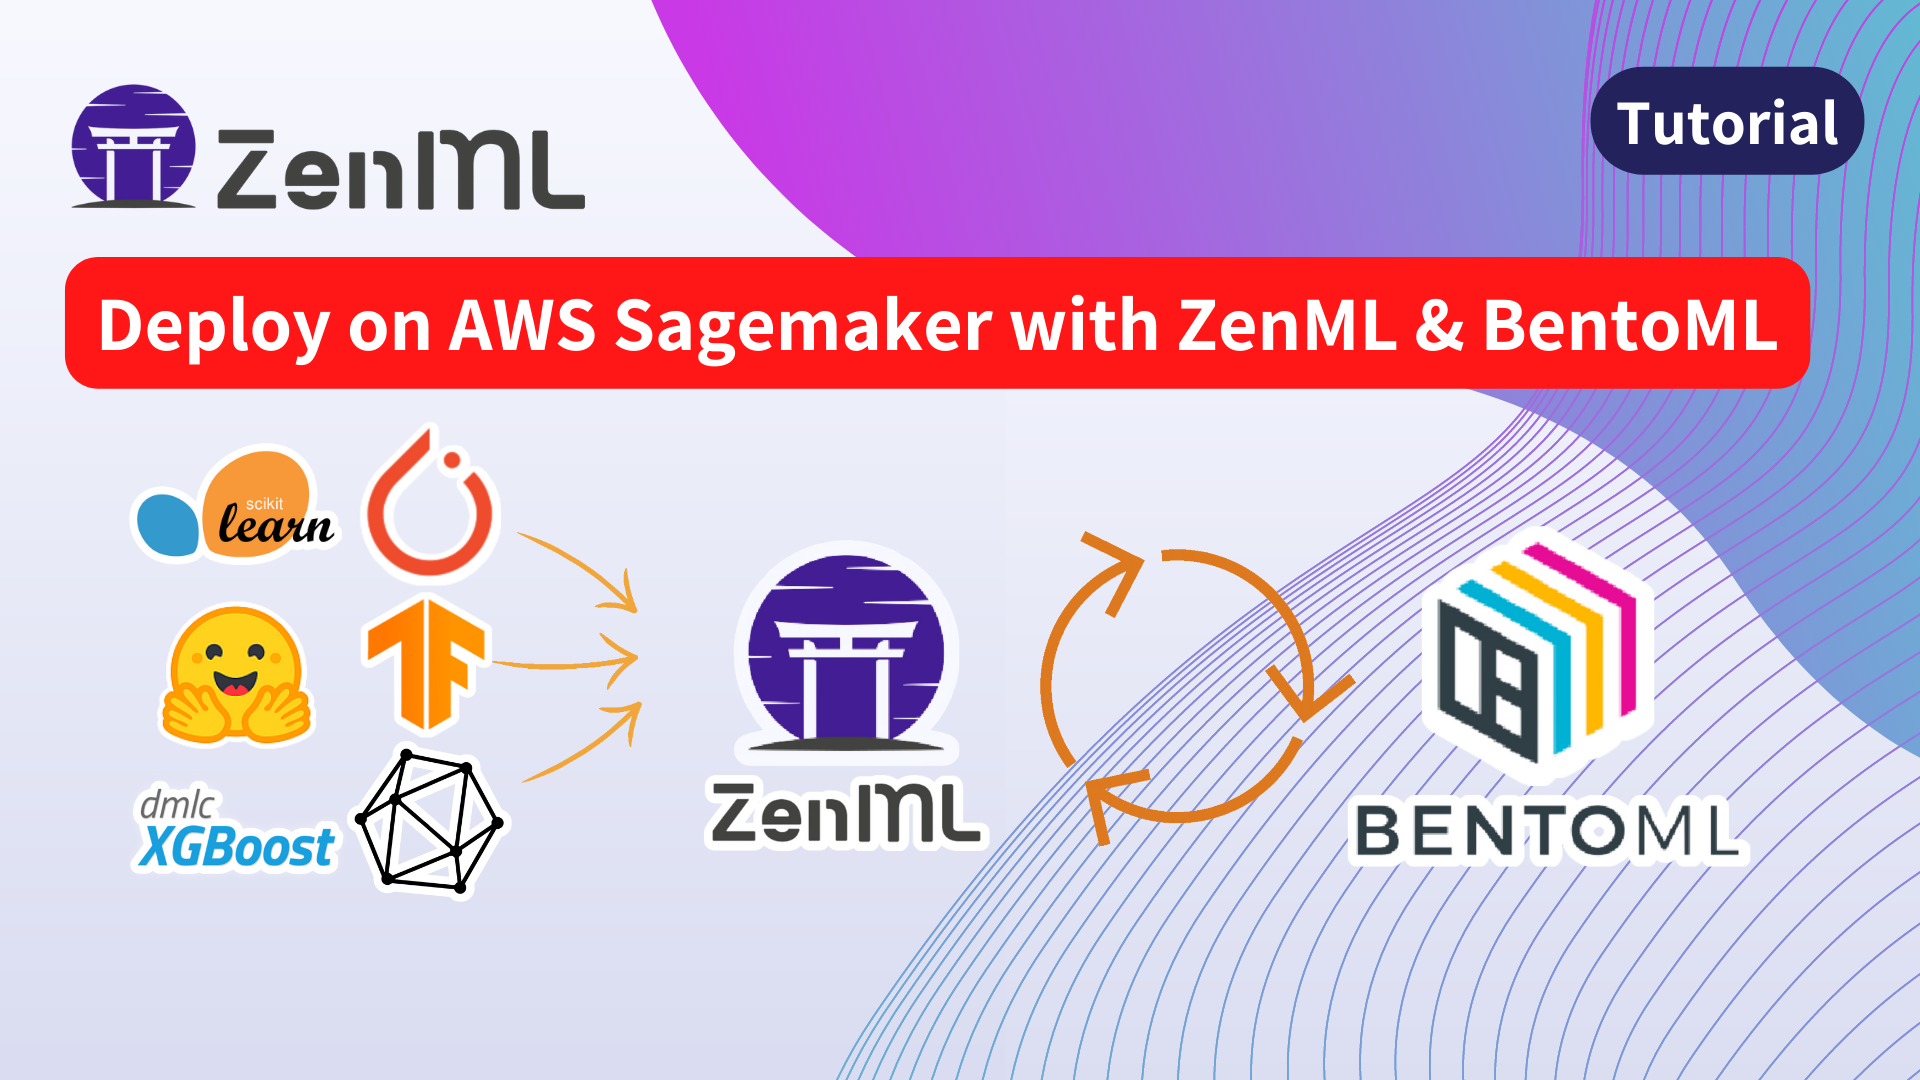 ZenML
Tutorial
Deploy on AWS Sagemaker with ZenML & BentoML
scikit
learn
dmlc
XGBoost
ZenML
BENTOML